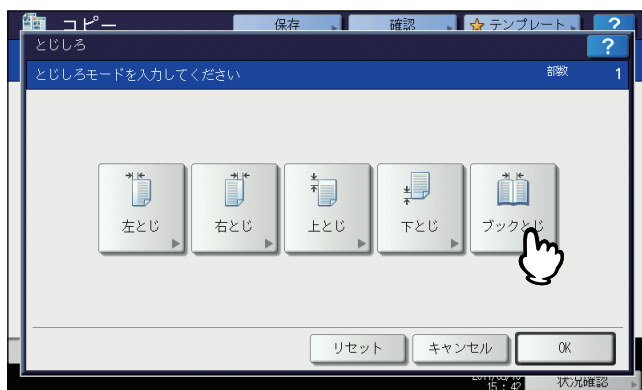 コピー 保存 確認 テンプレート ?
とじしろ ?
とじしろモードを入力してください 部数 1
左とじ 右とじ 上とじ 下とじ ブックとじ
リセット キャンセル OK
15:42 状況確認